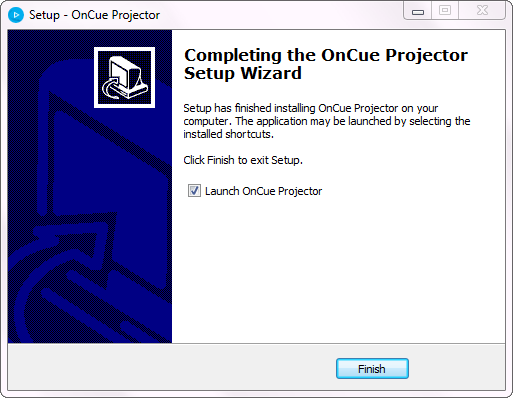 Setup - OnCue Projector
Completing the OnCue Projector
Setup Wizard
Setup has finished installing OnCue Projector on your
computer. The application may be launched by selecting the
installed shortcuts.
Click Finish to exit Setup.
Launch OnCue Projector
Finish